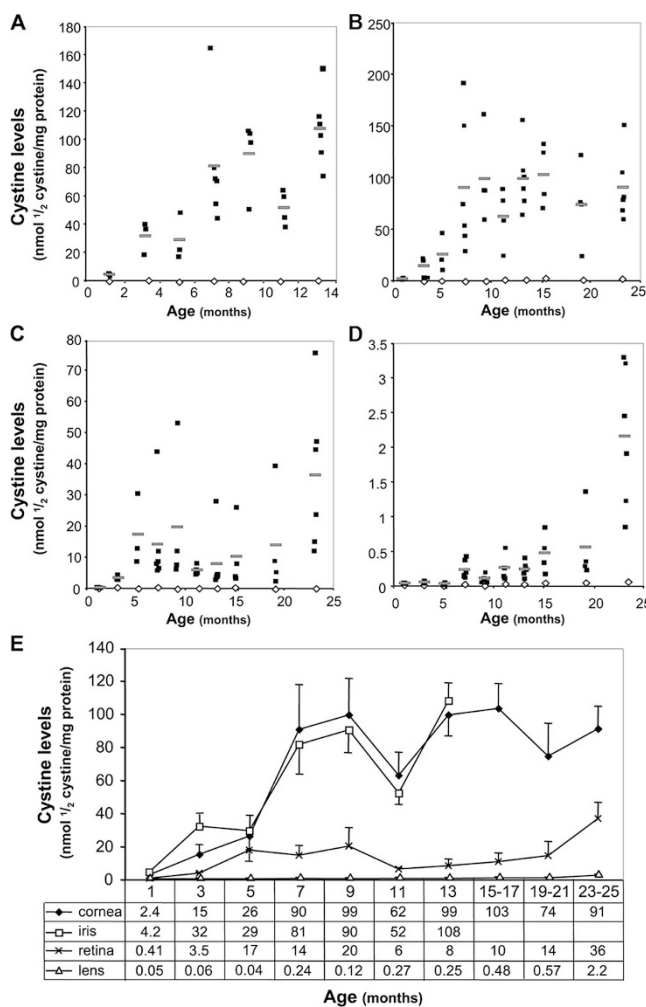 A
Cystine levels
(nmol 1/2 cystine/mg protein)
180
160
140
120
100
80
60
40
20
0
0 2 4 6 8 10 12 14
Age (months)
B
250
200
150
100
50
0
0 5 10 15 20 25
Age (months)
C
Cystine levels
(nmol 1/2 cystine/mg protein)
80
70
60
50
40
30
20
10
0
0 5 10 15 20 25
Age (months)
D
3.5
3
2.5
2
1.5
1
0.5
0
0 5 10 15 20 25
Age (months)
E
Cystine levels
(nmol 1/2 cystine/mg protein)
140
120
100
80
60
40
20
0
1 3 5 7 9 11 13 15-17 19-21 23-25
cornea 2.4 15 26 90 99 62 99 103 74 91
iris 4.2 32 29 81 90 52 108
retina 0.41 3.5 17 14 20 6 8 10 14 36
lens 0.05 0.06 0.04 0.24 0.12 0.27 0.25 0.48 0.57 2.2
Age (months)